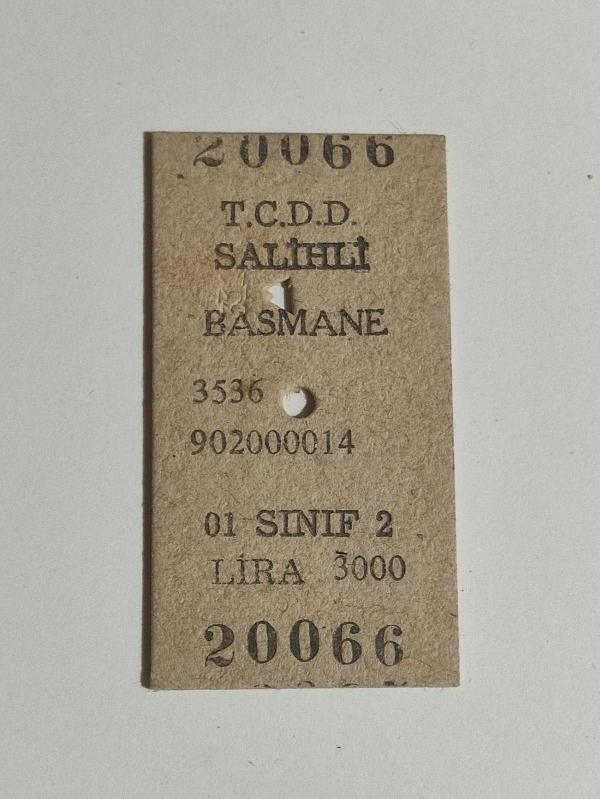 20066
T.C.D.D.
SALİHLİ
BASMANE
3536
902000014
01 SINIF 2
LİRA 3000
20066